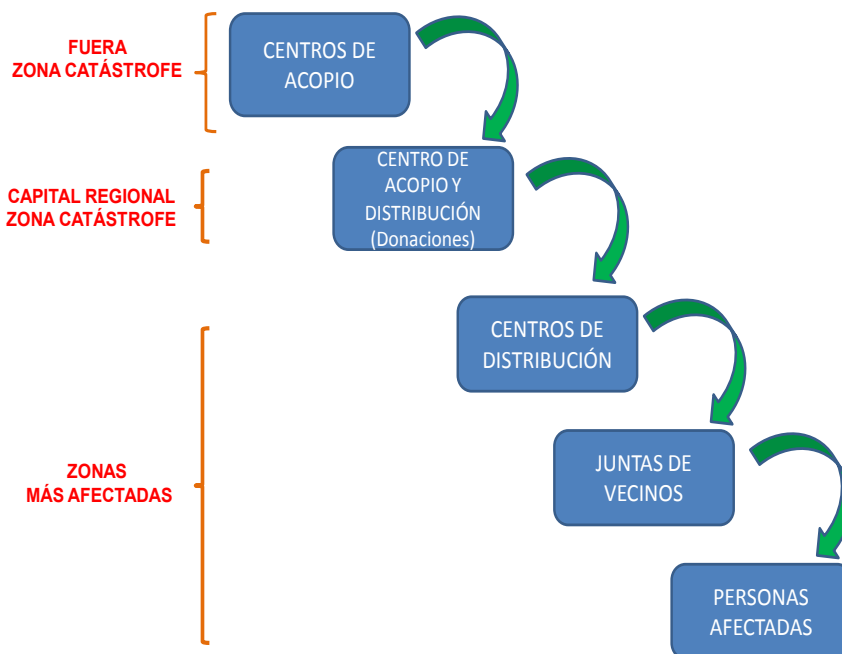 FUERA
ZONA CATÁSTROFE
CENTROS DE
ACOPIO
CAPITAL REGIONAL
ZONA CATÁSTROFE
CENTRO DE
ACOPIO Y
DISTRIBUCIÓN
(Donaciones)
CENTROS DE
DISTRIBUCIÓN
ZONAS
MÁS AFECTADAS
JUNTAS DE
VECINOS
PERSONAS
AFECTADAS